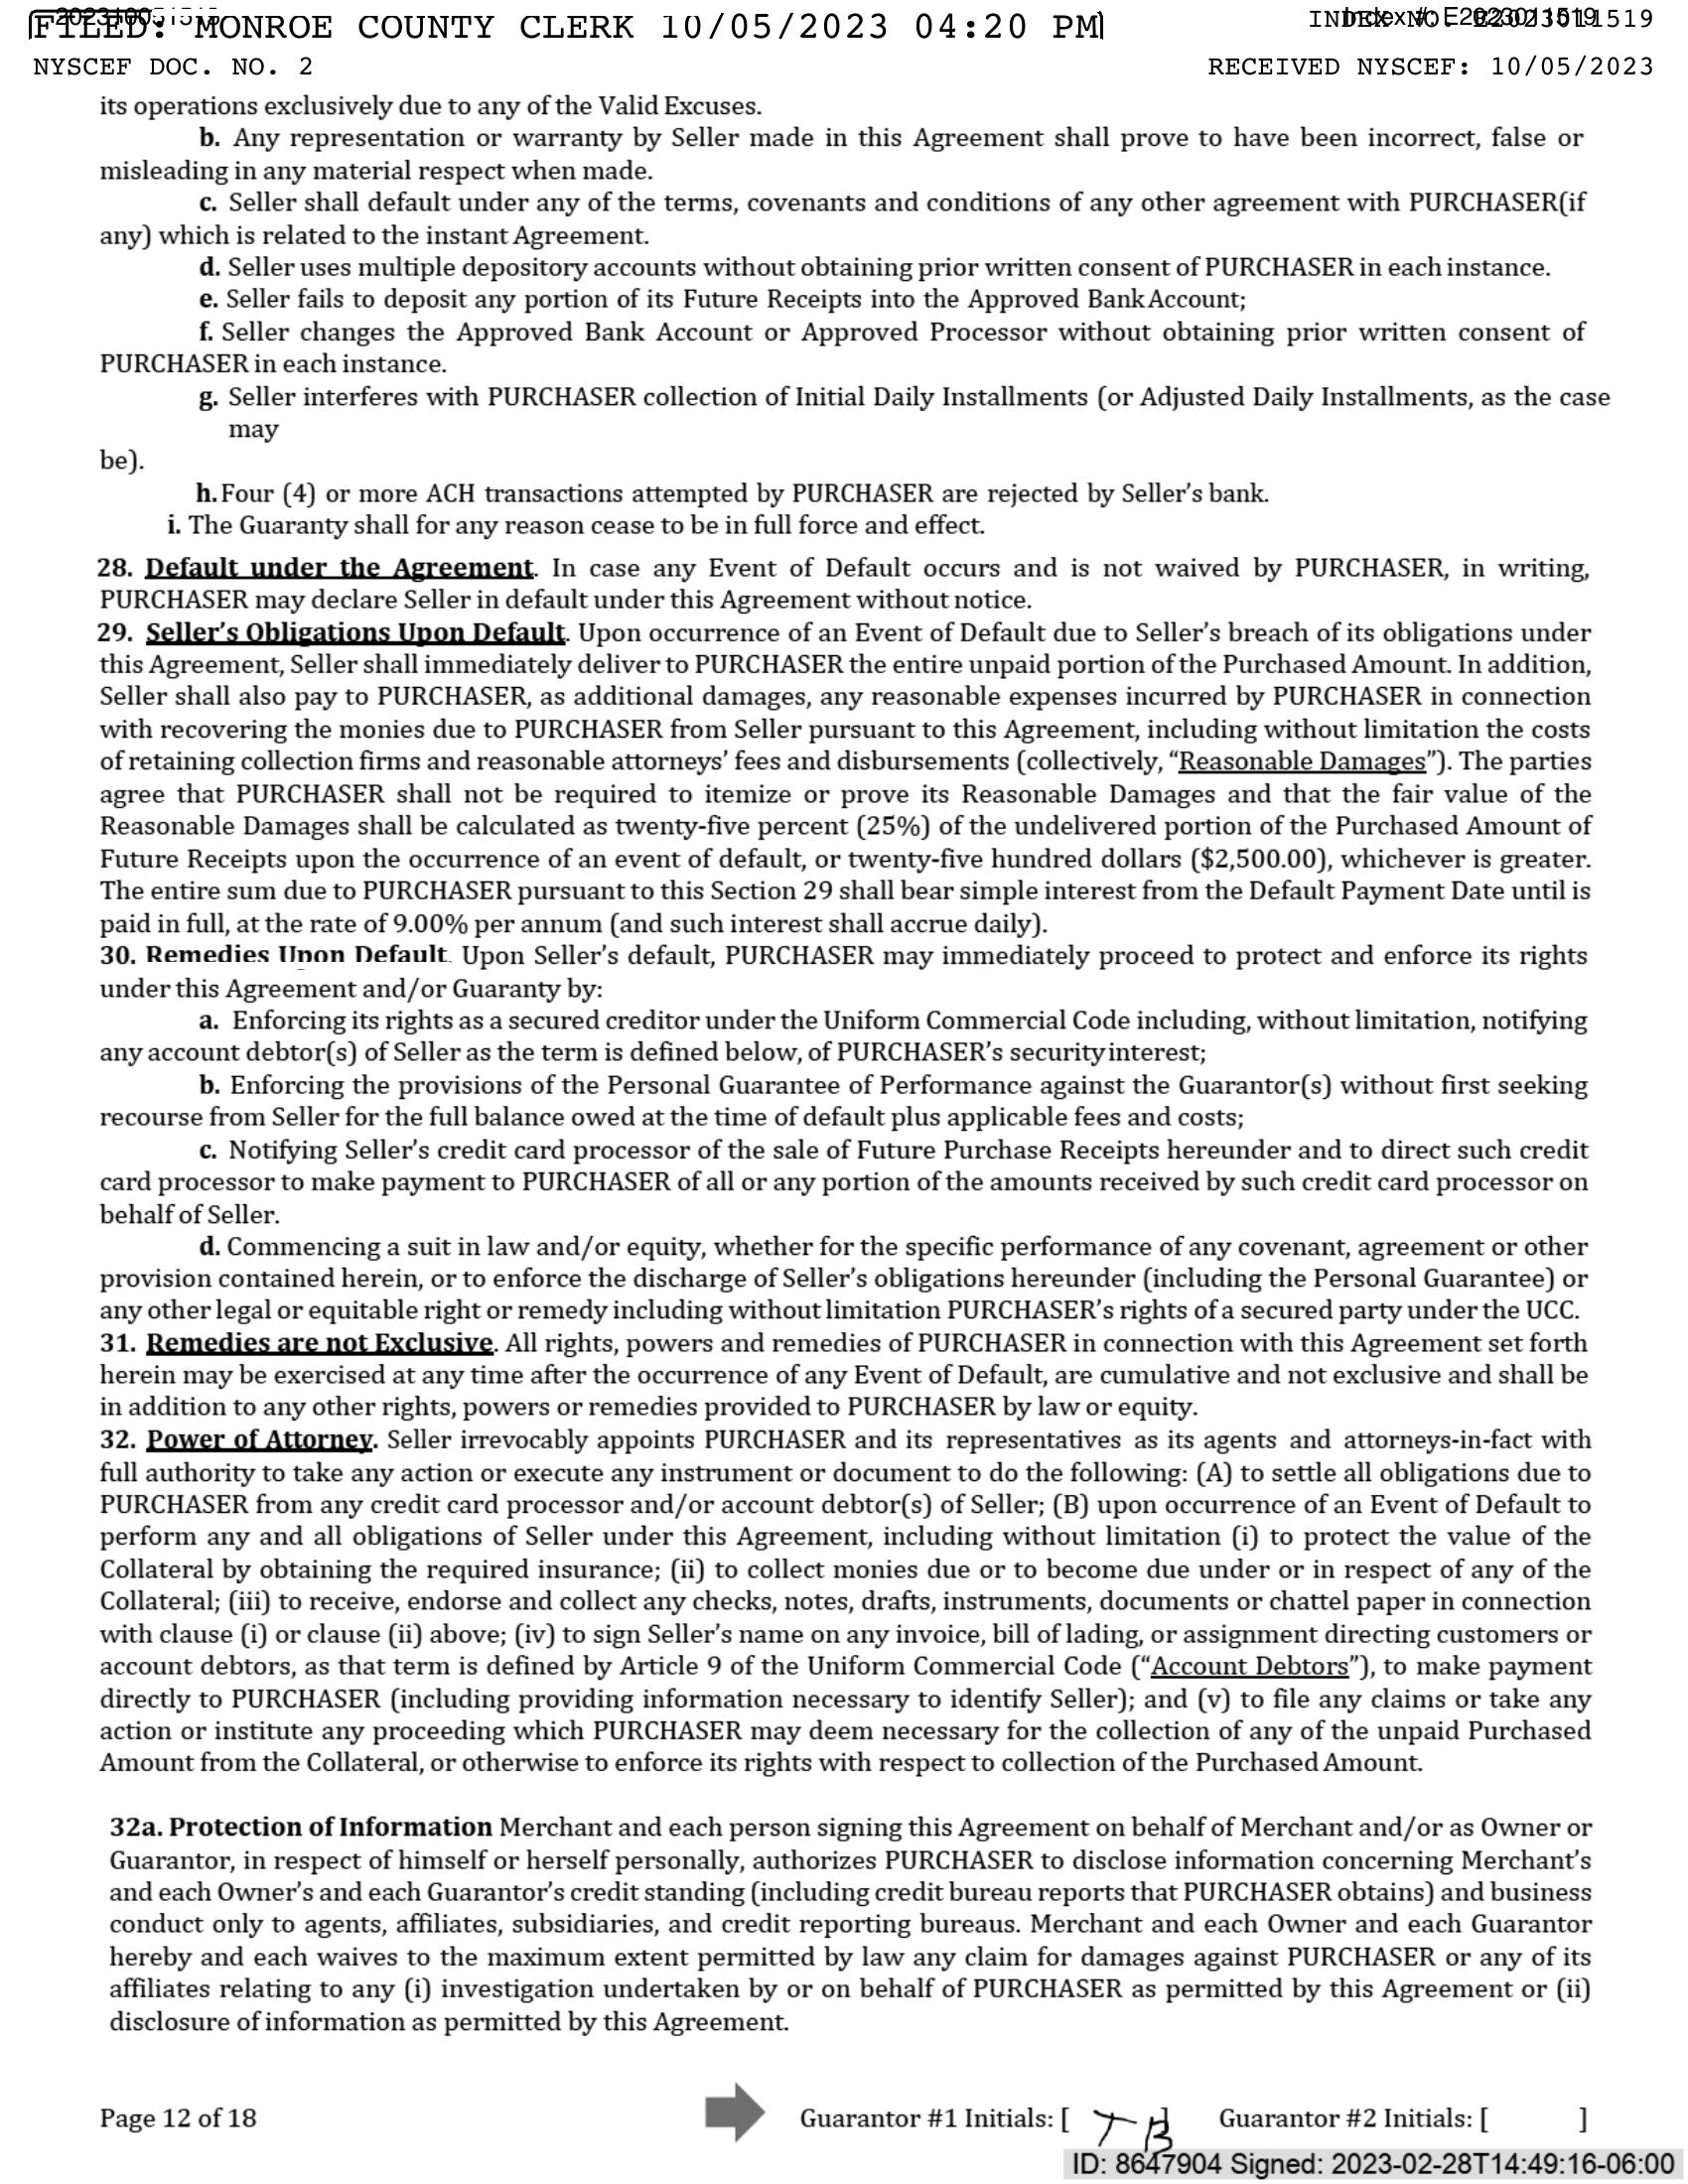 202310051515
FILED: MONROE COUNTY CLERK 10/05/2023 04:20 PM
INDEX NO. E2023011519
Index #: E2023011519
NYSCEF DOC. NO. 2
RECEIVED NYSCEF: 10/05/2023
its operations exclusively due to any of the Valid Excuses.
b. Any representation or warranty by Seller made in this Agreement shall prove to have been incorrect, false or
misleading in any material respect when made.
c. Seller shall default under any of the terms, covenants and conditions of any other agreement with PURCHASER(if
any) which is related to the instant Agreement.
d. Seller uses multiple depository accounts without obtaining prior written consent of PURCHASER in each instance.
e. Seller fails to deposit any portion of its Future Receipts into the Approved Bank Account;
f. Seller changes the Approved Bank Account or Approved Processor without obtaining prior written consent of
PURCHASER in each instance.
g. Seller interferes with PURCHASER collection of Initial Daily Installments (or Adjusted Daily Installments, as the case
may
be).
h. Four (4) or more ACH transactions attempted by PURCHASER are rejected by Seller's bank.
i. The Guaranty shall for any reason cease to be in full force and effect.
28. Default under the Agreement. In case any Event of Default occurs and is not waived by PURCHASER, in writing,
PURCHASER may declare Seller in default under this Agreement without notice.
29. Seller's Obligations Upon Default. Upon occurrence of an Event of Default due to Seller's breach of its obligations under
this Agreement, Seller shall immediately deliver to PURCHASER the entire unpaid portion of the Purchased Amount. In addition,
Seller shall also pay to PURCHASER, as additional damages, any reasonable expenses incurred by PURCHASER in connection
with recovering the monies due to PURCHASER from Seller pursuant to this Agreement, including without limitation the costs
of retaining collection firms and reasonable attorneys' fees and disbursements (collectively, "Reasonable Damages"). The parties
agree that PURCHASER shall not be required to itemize or prove its Reasonable Damages and that the fair value of the
Reasonable Damages shall be calculated as twenty-five percent (25%) of the undelivered portion of the Purchased Amount of
Future Receipts upon the occurrence of an event of default, or twenty-five hundred dollars ($2,500.00), whichever is greater.
The entire sum due to PURCHASER pursuant to this Section 29 shall bear simple interest from the Default Payment Date until is
paid in full, at the rate of 9.00% per annum (and such interest shall accrue daily).
30. Remedies Upon Default. Upon Seller's default, PURCHASER may immediately proceed to protect and enforce its rights
under this Agreement and/or Guaranty by:
a. Enforcing its rights as a secured creditor under the Uniform Commercial Code including, without limitation, notifying
any account debtor(s) of Seller as the term is defined below, of PURCHASER's security interest;
b. Enforcing the provisions of the Personal Guarantee of Performance against the Guarantor(s) without first seeking
recourse from Seller for the full balance owed at the time of default plus applicable fees and costs;
c. Notifying Seller's credit card processor of the sale of Future Purchase Receipts hereunder and to direct such credit
card processor to make payment to PURCHASER of all or any portion of the amounts received by such credit card processor on
behalf of Seller.
d. Commencing a suit in law and/or equity, whether for the specific performance of any covenant, agreement or other
provision contained herein, or to enforce the discharge of Seller's obligations hereunder (including the Personal Guarantee) or
any other legal or equitable right or remedy including without limitation PURCHASER's rights of a secured party under the UCC.
31. Remedies are not Exclusive. All rights, powers and remedies of PURCHASER in connection with this Agreement set forth
herein may be exercised at any time after the occurrence of any Event of Default, are cumulative and not exclusive and shall be
in addition to any other rights, powers or remedies provided to PURCHASER by law or equity.
32. Power of Attorney. Seller irrevocably appoints PURCHASER and its representatives as its agents and attorneys-in-fact with
full authority to take any action or execute any instrument or document to do the following: (A) to settle all obligations due to
PURCHASER from any credit card processor and/or account debtor(s) of Seller; (B) upon occurrence of an Event of Default to
perform any and all obligations of Seller under this Agreement, including without limitation (i) to protect the value of the
Collateral by obtaining the required insurance; (ii) to collect monies due or to become due under or in respect of any of the
Collateral; (iii) to receive, endorse and collect any checks, notes, drafts, instruments, documents or chattel paper in connection
with clause (i) or clause (ii) above; (iv) to sign Seller's name on any invoice, bill of lading, or assignment directing customers or
account debtors, as that term is defined by Article 9 of the Uniform Commercial Code ("Account Debtors"), to make payment
directly to PURCHASER (including providing information necessary to identify Seller); and (v) to file any claims or take any
action or institute any proceeding which PURCHASER may deem necessary for the collection of any of the unpaid Purchased
Amount from the Collateral, or otherwise to enforce its rights with respect to collection of the Purchased Amount.
32a. Protection of Information Merchant and each person signing this Agreement on behalf of Merchant and/or as Owner or
Guarantor, in respect of himself or herself personally, authorizes PURCHASER to disclose information concerning Merchant's
and each Owner's and each Guarantor's credit standing (including credit bureau reports that PURCHASER obtains) and business
conduct only to agents, affiliates, subsidiaries, and credit reporting bureaus. Merchant and each Owner and each Guarantor
hereby and each waives to the maximum extent permitted by law any claim for damages against PURCHASER or any of its
affiliates relating to any (i) investigation undertaken by or on behalf of PURCHASER as permitted by this Agreement or (ii)
disclosure of information as permitted by this Agreement.
Page 12 of 18
Guarantor #1 Initials: [ TB ]
Guarantor #2 Initials: [ ]
ID: 8647904 Signed: 2023-02-28T14:49:16-06:00